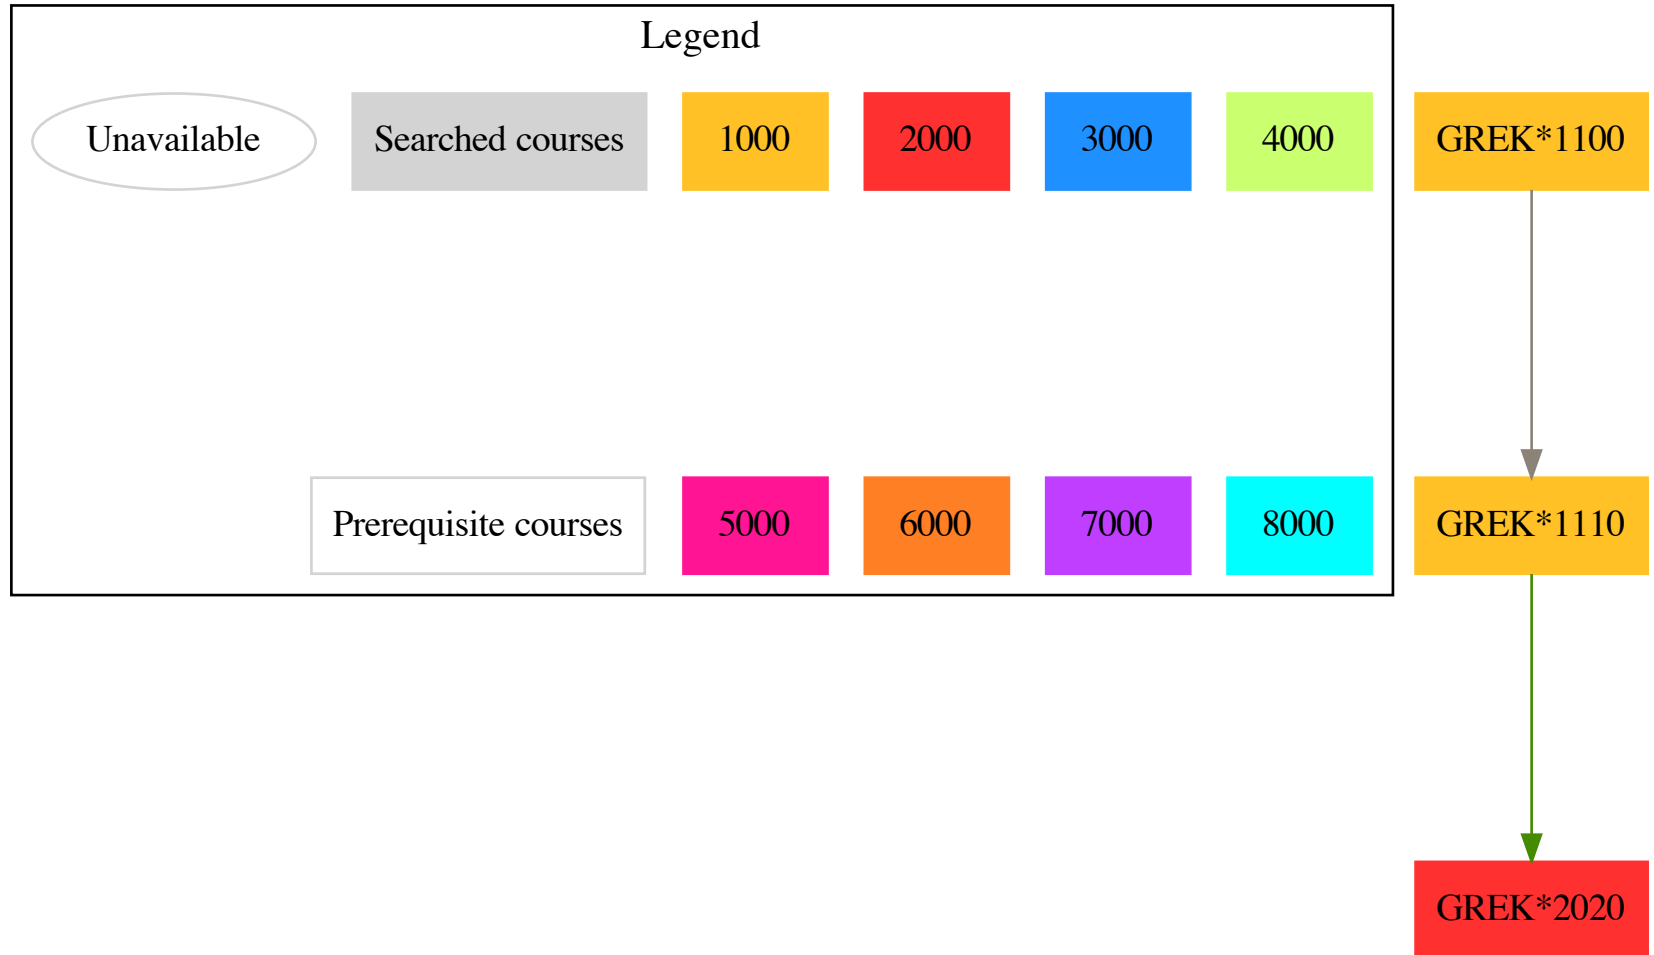 Legend
Unavailable
Searched courses
1000
2000
3000
4000
GREK*1100
Prerequisite courses
5000
6000
7000
8000
GREK*1110
GREK*2020